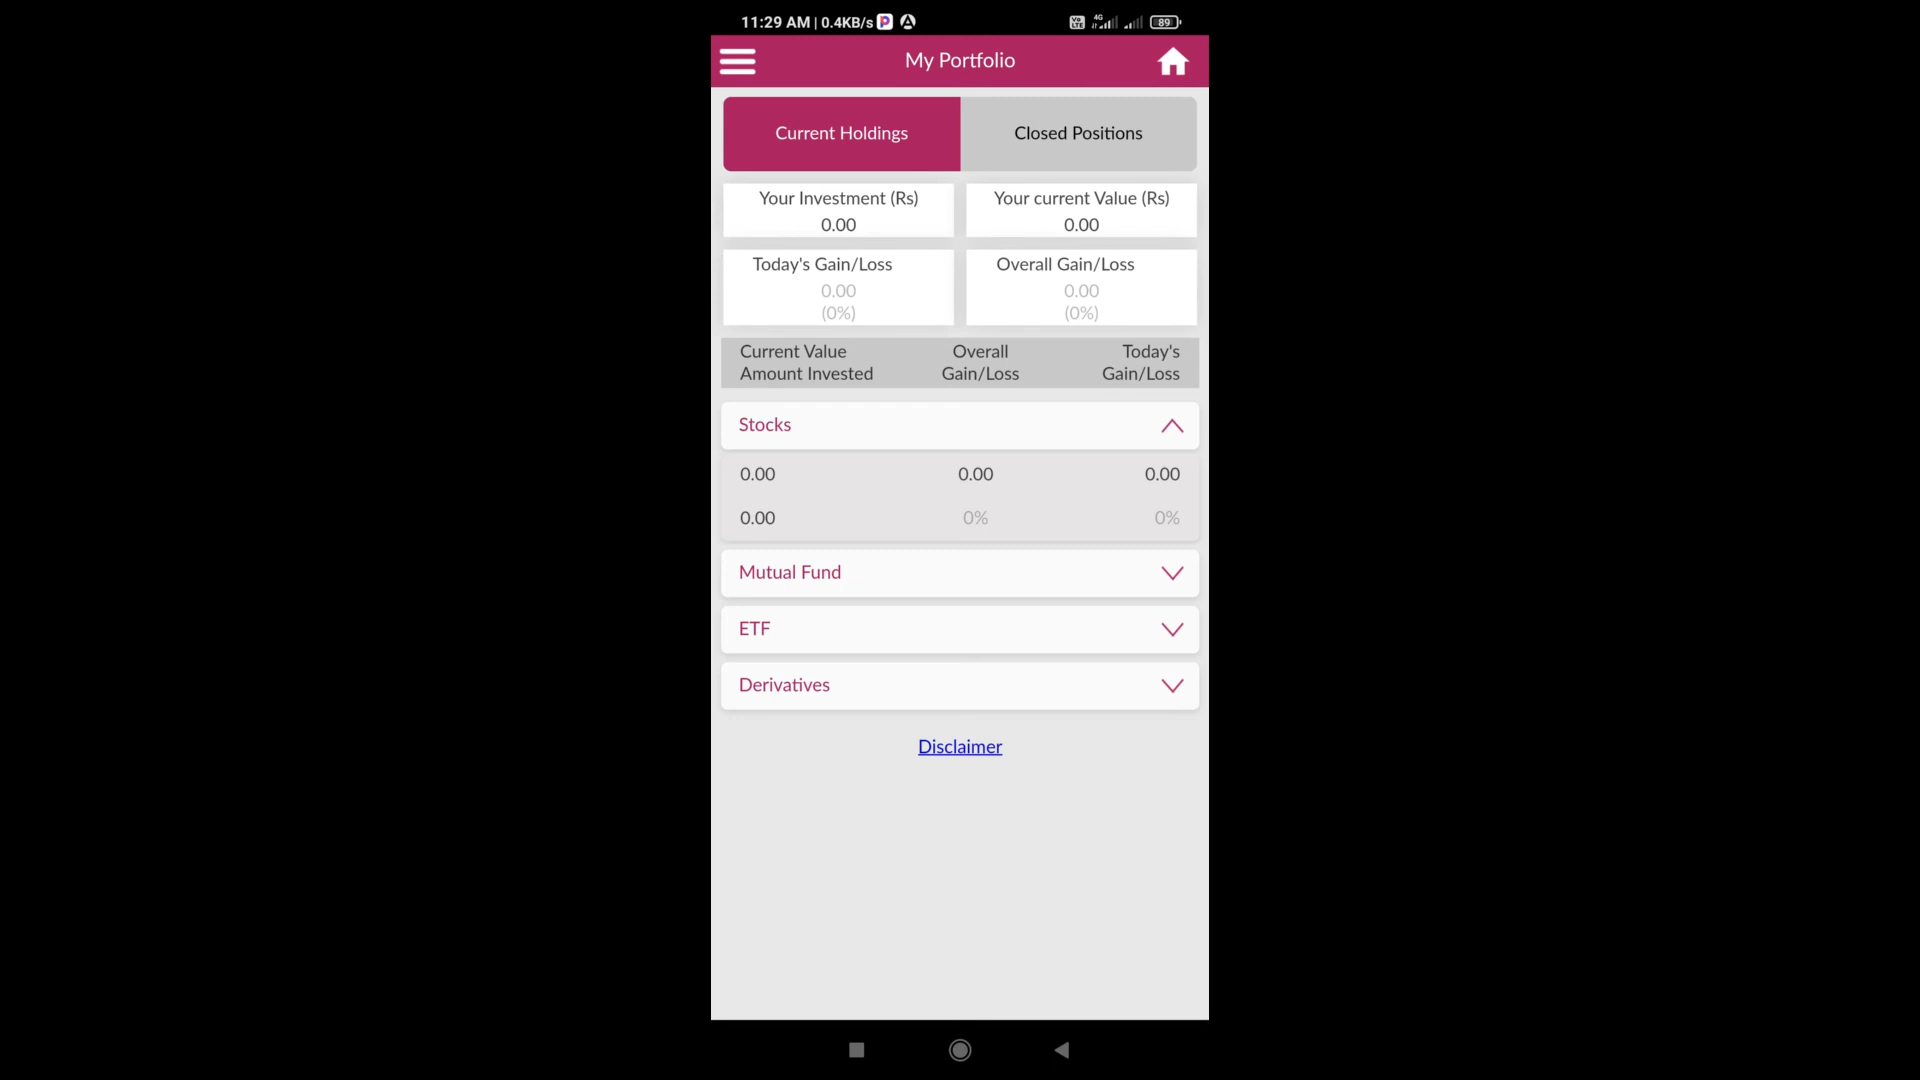 11:29 AM | 0.4KB/s
Vo LTE 4G 89
My Portfolio
Current Holdings
Closed Positions
Your Investment (Rs)
0.00
Your current Value (Rs)
0.00
Today's Gain/Loss
0.00
(0%)
Overall Gain/Loss
0.00
(0%)
Current Value
Amount Invested
Overall
Gain/Loss
Today's
Gain/Loss
Stocks
0.00 0.00 0.00
0.00 0% 0%
Mutual Fund
ETF
Derivatives
Disclaimer